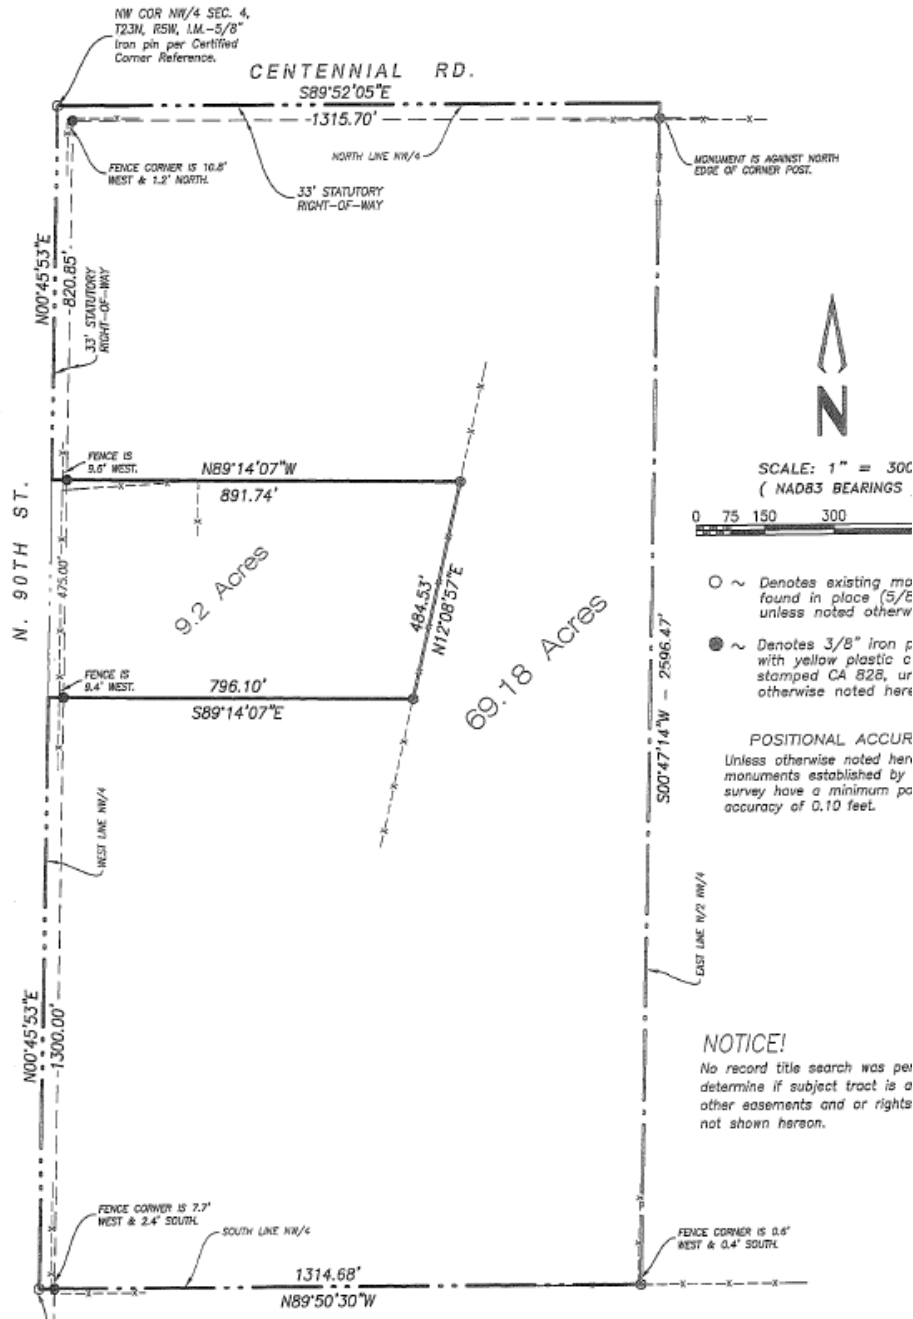 NW COR NW/4 SEC. 4,
T23N, R5W, I.M.-5/8"
Iron pin per Certified
Corner Reference.
CENTENNIAL RD.
S89°52'05"E
1315.70'
NORTH LINE NW/4
33' STATUTORY
RIGHT-OF-WAY
FENCE CORNER IS 10.8'
WEST & 1.2' NORTH.
MONUMENT IS AGAINST NORTH
EDGE OF CORNER POST.
N00°45'53"E
820.85'
33' STATUTORY
RIGHT-OF-WAY
N
SCALE: 1" = 300
( NAD83 BEARINGS
0 75 150 300
FENCE IS
9.6' WEST.
N89°14'07"W
891.74'
N. 90TH ST.
475.00'
9.2 Acres
484.53'
N12°08'57"E
69.18 Acres
S00°47'14"W - 2596.47'
○ ~ Denotes existing mo
found in place (5/8
unless noted otherw
● ~ Denotes 3/8" iron p
with yellow plastic c
stamped CA 828, un
otherwise noted here
FENCE IS
9.4' WEST.
796.10'
S89°14'07"E
POSITIONAL ACCUR
Unless otherwise noted here
monuments established by
survey have a minimum po
accuracy of 0.10 feet.
WEST LINE NW/4
EAST LINE N/2 NW/4
N00°45'53"E
1300.00'
NOTICE!
No record title search was per
determine if subject tract is a
other easements and or rights
not shown hereon.
FENCE CORNER IS 7.7'
WEST & 2.4' SOUTH.
SOUTH LINE NW/4
FENCE CORNER IS 0.6'
WEST & 0.4' SOUTH.
1314.68'
N89°50'30"W